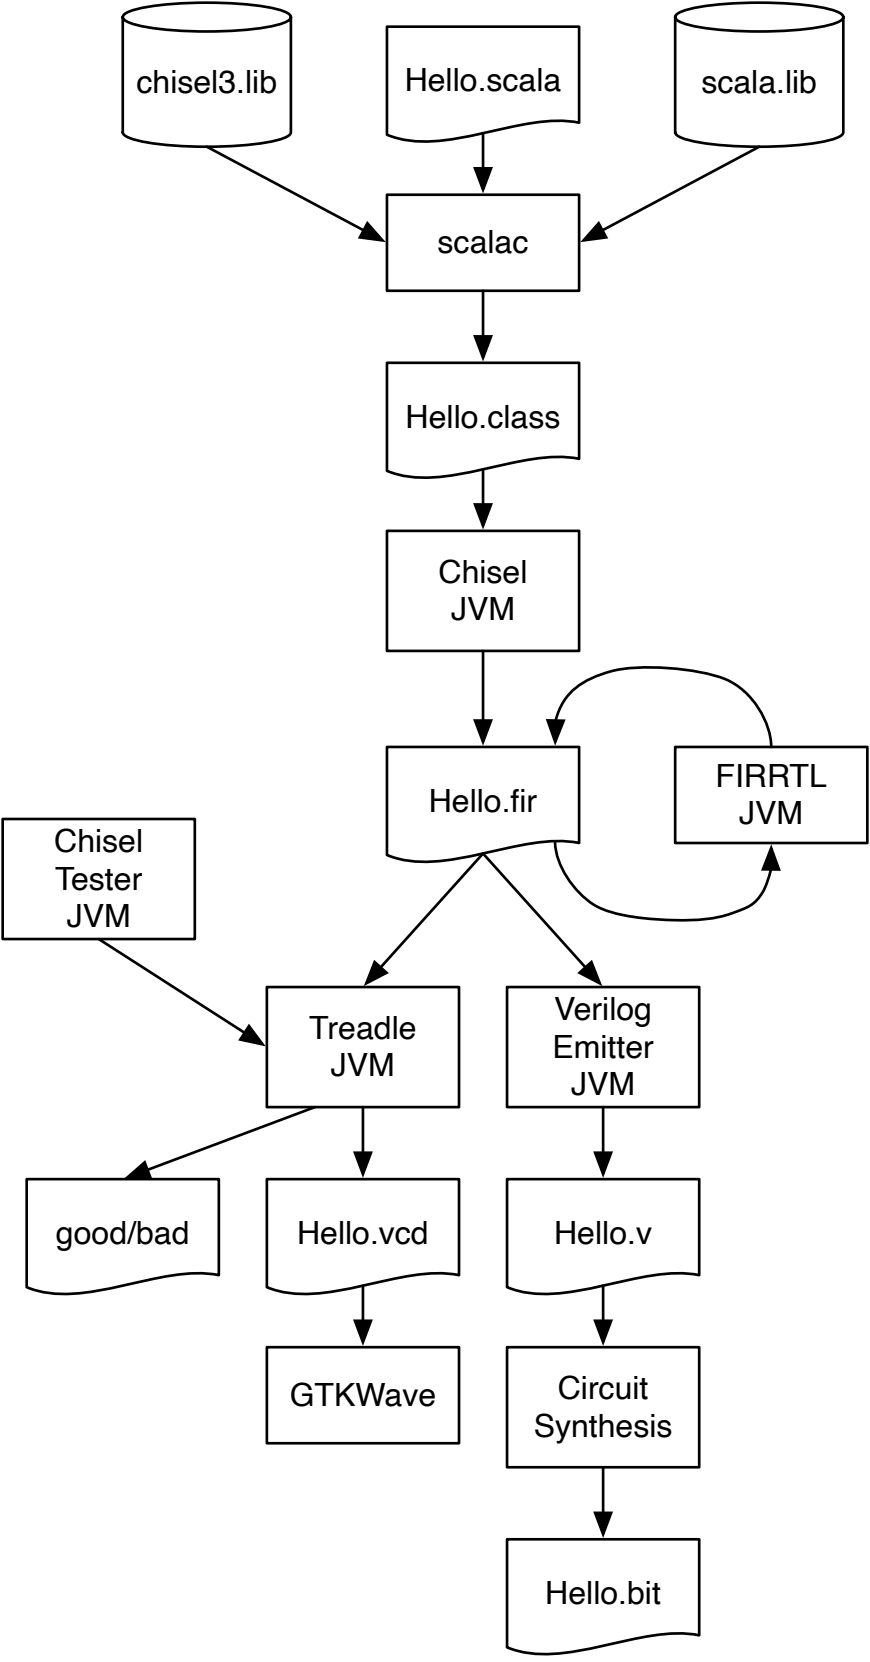 chisel3.lib
Hello.scala
scala.lib
scalac
Hello.class
Chisel
JVM
Hello.fir
FIRRTL
JVM
Chisel
Tester
JVM
Treadle
JVM
Verilog
Emitter
JVM
good/bad
Hello.vcd
Hello.v
GTKWave
Circuit
Synthesis
Hello.bit